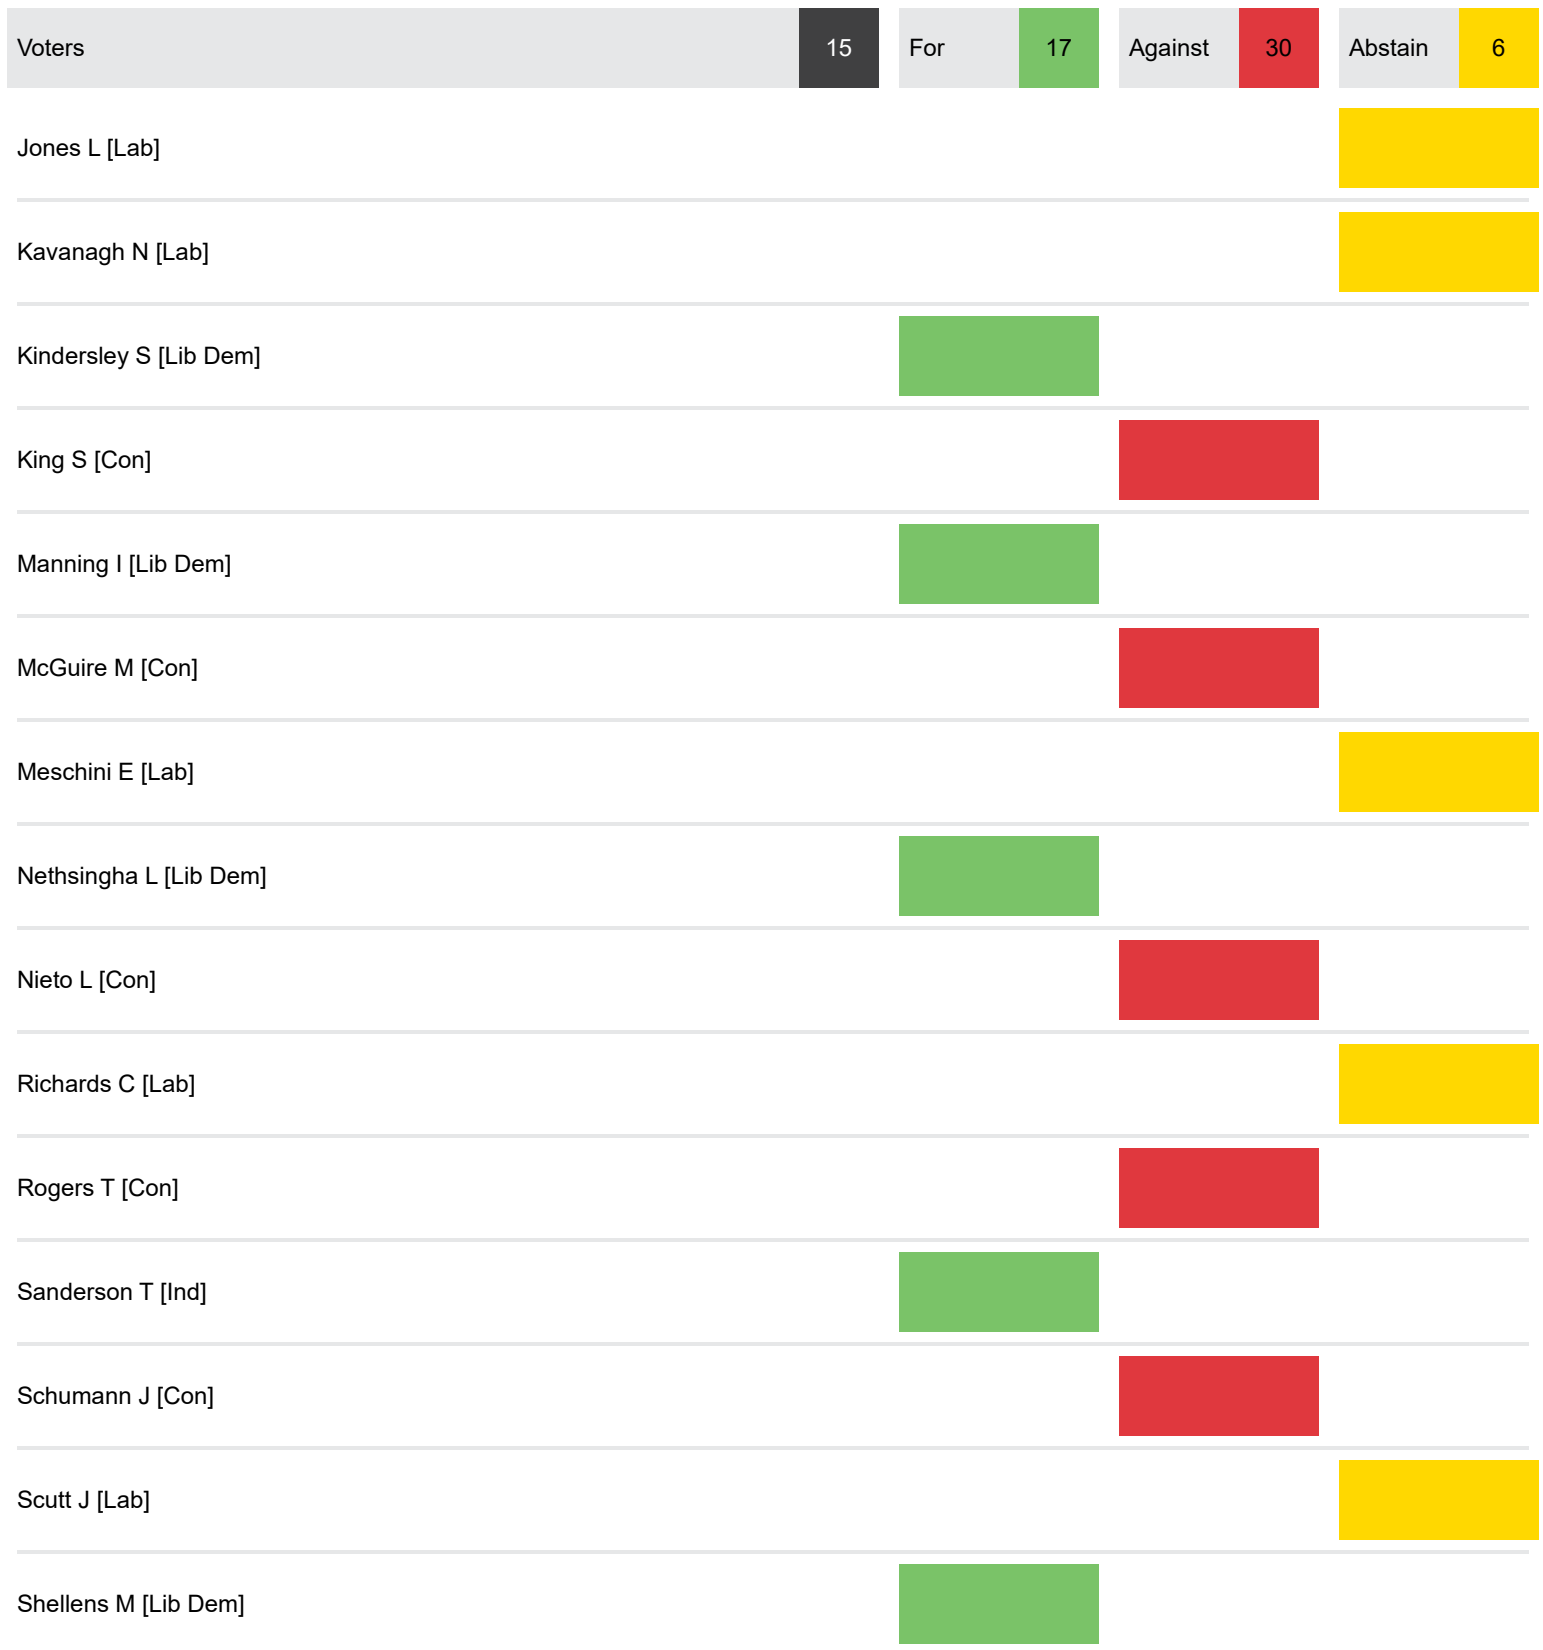 Voters 15 For 17 Against 30 Abstain 6
Jones L [Lab]
Kavanagh N [Lab]
Kindersley S [Lib Dem]
King S [Con]
Manning I [Lib Dem]
McGuire M [Con]
Meschini E [Lab]
Nethsingha L [Lib Dem]
Nieto L [Con]
Richards C [Lab]
Rogers T [Con]
Sanderson T [Ind]
Schumann J [Con]
Scutt J [Lab]
Shellens M [Lib Dem]